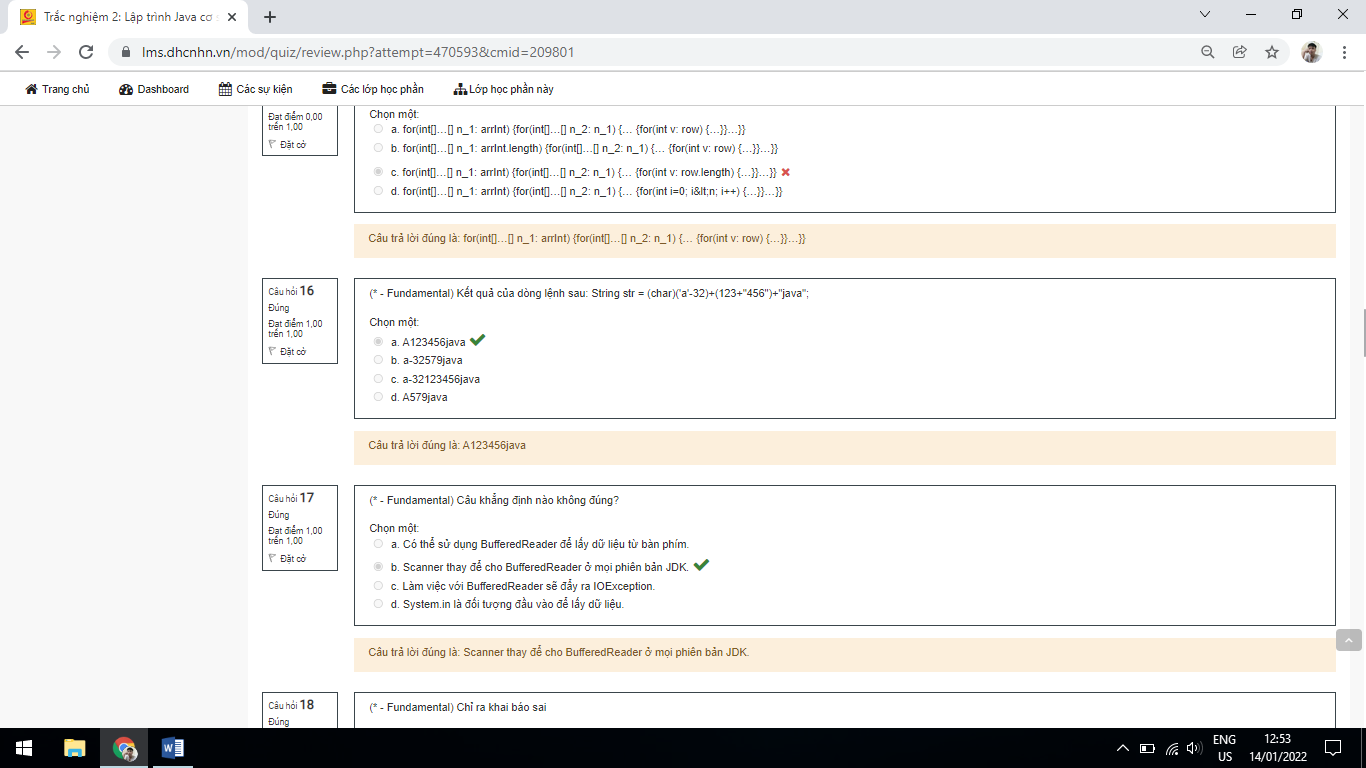 Trắc nghiệm 2: Lập trình Java cơ s
lms.dhcnhn.vn/mod/quiz/review.php?attempt=470593&cmid=209801
Trang chủ
Dashboard
Các sự kiện
Các lớp học phần
Lớp học phần này
Đạt điểm 0,00
trên 1,00
Đặt cờ
Chọn một:
a. for(int[]…[] n_1: arrInt) {for(int[]…[] n_2: n_1) {… {for(int v: row) {…}}…}}
b. for(int[]…[] n_1: arrInt.length) {for(int[]…[] n_2: n_1) {… {for(int v: row) {…}}…}}
c. for(int[]…[] n_1: arrInt) {for(int[]…[] n_2: n_1) {… {for(int v: row.length) {…}}…}}
d. for(int[]…[] n_1: arrInt) {for(int[]…[] n_2: n_1) {… {for(int i=0; i&lt;n; i++) {…}}…}}
Câu trả lời đúng là: for(int[]…[] n_1: arrInt) {for(int[]…[] n_2: n_1) {… {for(int v: row) {…}}…}}
Câu hỏi 16
Đúng
Đạt điểm 1,00
trên 1,00
Đặt cờ
(* - Fundamental) Kết quả của dòng lệnh sau: String str = (char)('a'-32)+(123+"456")+"java";
Chọn một:
a. A123456java
b. a-32579java
c. a-32123456java
d. A579java
Câu trả lời đúng là: A123456java
Câu hỏi 17
Đúng
Đạt điểm 1,00
trên 1,00
Đặt cờ
(* - Fundamental) Câu khẳng định nào không đúng?
Chọn một:
a. Có thể sử dụng BufferedReader để lấy dữ liệu từ bàn phím.
b. Scanner thay để cho BufferedReader ở mọi phiên bản JDK.
c. Làm việc với BufferedReader sẽ đẩy ra IOException.
d. System.in là đối tượng đầu vào để lấy dữ liệu.
Câu trả lời đúng là: Scanner thay để cho BufferedReader ở mọi phiên bản JDK.
Câu hỏi 18
Đúng
(* - Fundamental) Chỉ ra khai báo sai
ENG
US
12:53
14/01/2022